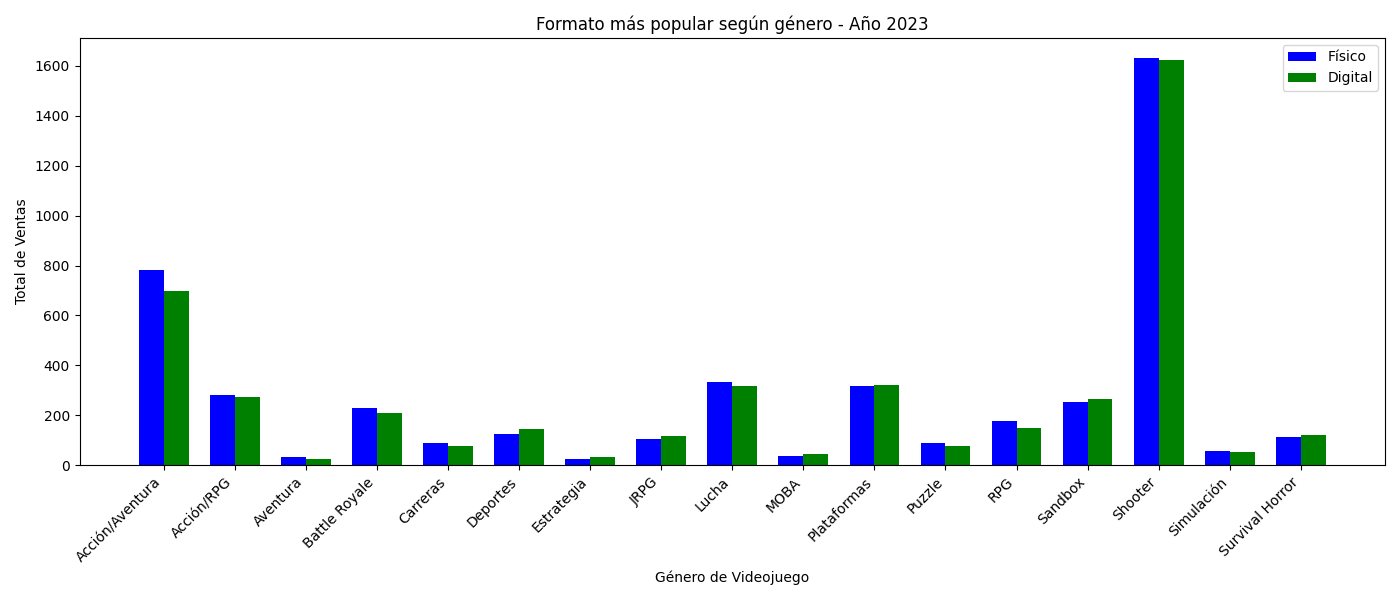 Formato más popular según género - Año 2023
Físico
Digital
Total de Ventas
1600
1400
1200
1000
800
600
400
200
0
Acción/Aventura
Acción/RPG
Aventura
Battle Royale
Carreras
Deportes
Estrategia
JRPG
Lucha
MOBA
Plataformas
Puzzle
RPG
Sandbox
Shooter
Simulación
Survival Horror
Género de Videojuego